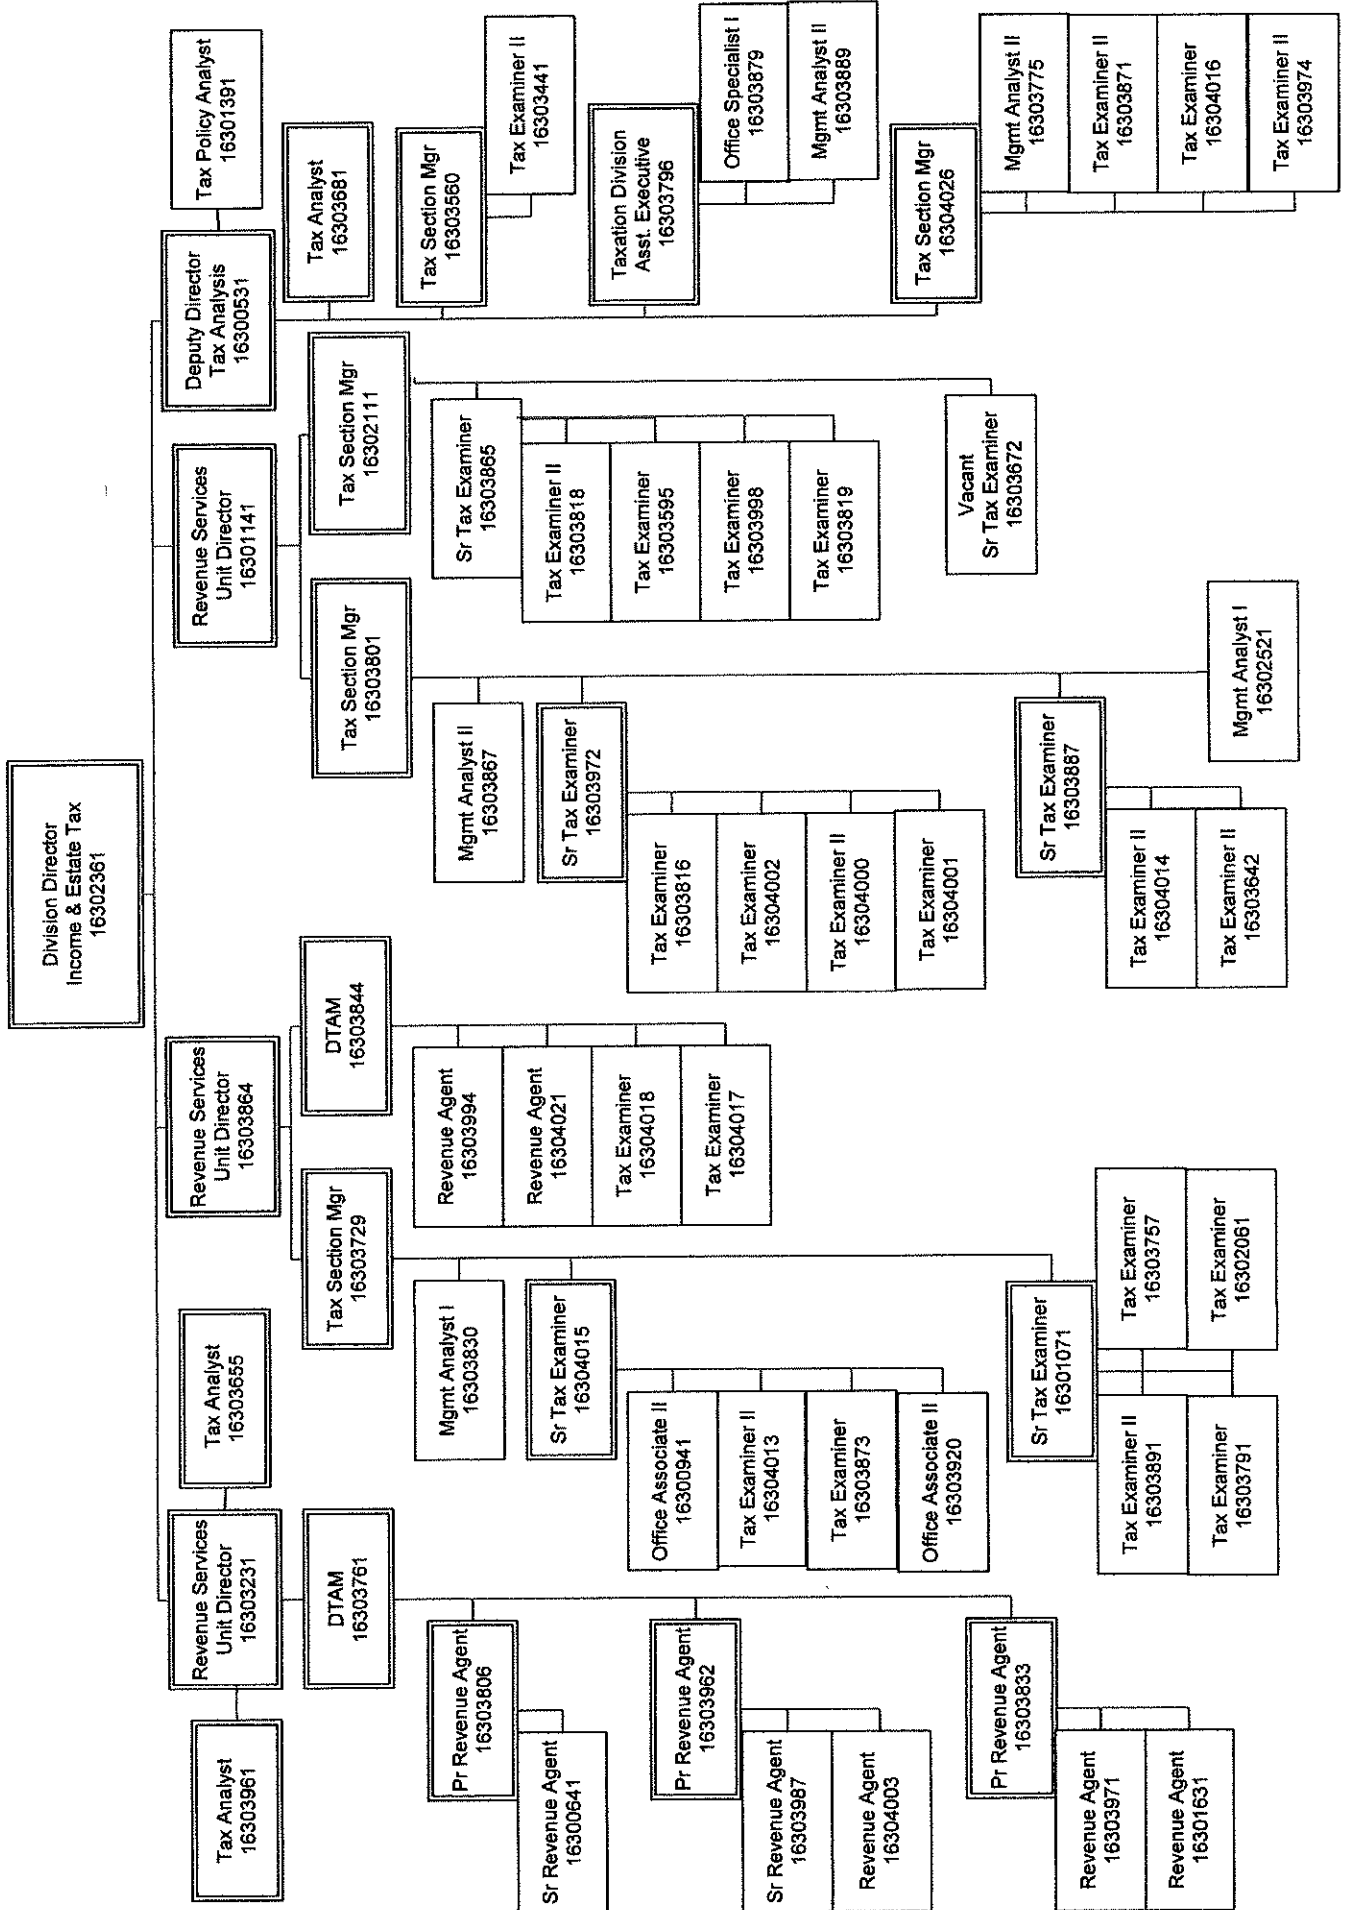 Division Director
Income & Estate Tax
16302361
Revenue Services
Unit Director
16303231
Tax Analyst
16303961
Tax Analyst
16303655
DTAM
16303761
Pr Revenue Agent
16303806
Sr Revenue Agent
16300641
Pr Revenue Agent
16303962
Sr Revenue Agent
16303987
Revenue Agent
16304003
Pr Revenue Agent
16303833
Revenue Agent
16303971
Revenue Agent
16301631
Revenue Services
Unit Director
16303864
Tax Section Mgr
16303729
Mgmt Analyst I
16303830
Sr Tax Examiner
16304015
Office Associate II
16300941
Tax Examiner II
16304013
Tax Examiner
16303873
Office Associate II
16303920
Sr Tax Examiner
16301071
Tax Examiner II
16303891
Tax Examiner
16303757
Tax Examiner
16303791
Tax Examiner
16302061
DTAM
16303844
Revenue Agent
16303994
Revenue Agent
16304021
Tax Examiner
16304018
Tax Examiner
16304017
Revenue Services
Unit Director
16301141
Tax Section Mgr
16303801
Mgmt Analyst II
16303867
Sr Tax Examiner
16303972
Tax Examiner
16303816
Tax Examiner
16304002
Tax Examiner II
16304000
Tax Examiner
16304001
Sr Tax Examiner
16303887
Tax Examiner II
16304014
Tax Examiner II
16303642
Mgmt Analyst I
16302521
Tax Section Mgr
16302111
Sr Tax Examiner
16303865
Tax Examiner II
16303818
Tax Examiner
16303595
Tax Examiner
16303998
Tax Examiner
16303819
Vacant
Sr Tax Examiner
16303672
Deputy Director
Tax Analysis
16300531
Tax Policy Analyst
16301391
Tax Analyst
16303681
Tax Section Mgr
16303560
Tax Examiner II
16303441
Taxation Division
Asst. Executive
16303796
Office Specialist I
16303879
Mgmt Analyst II
16303889
Tax Section Mgr
16304026
Mgmt Analyst II
16303775
Tax Examiner II
16303871
Tax Examiner
16304016
Tax Examiner II
16303974